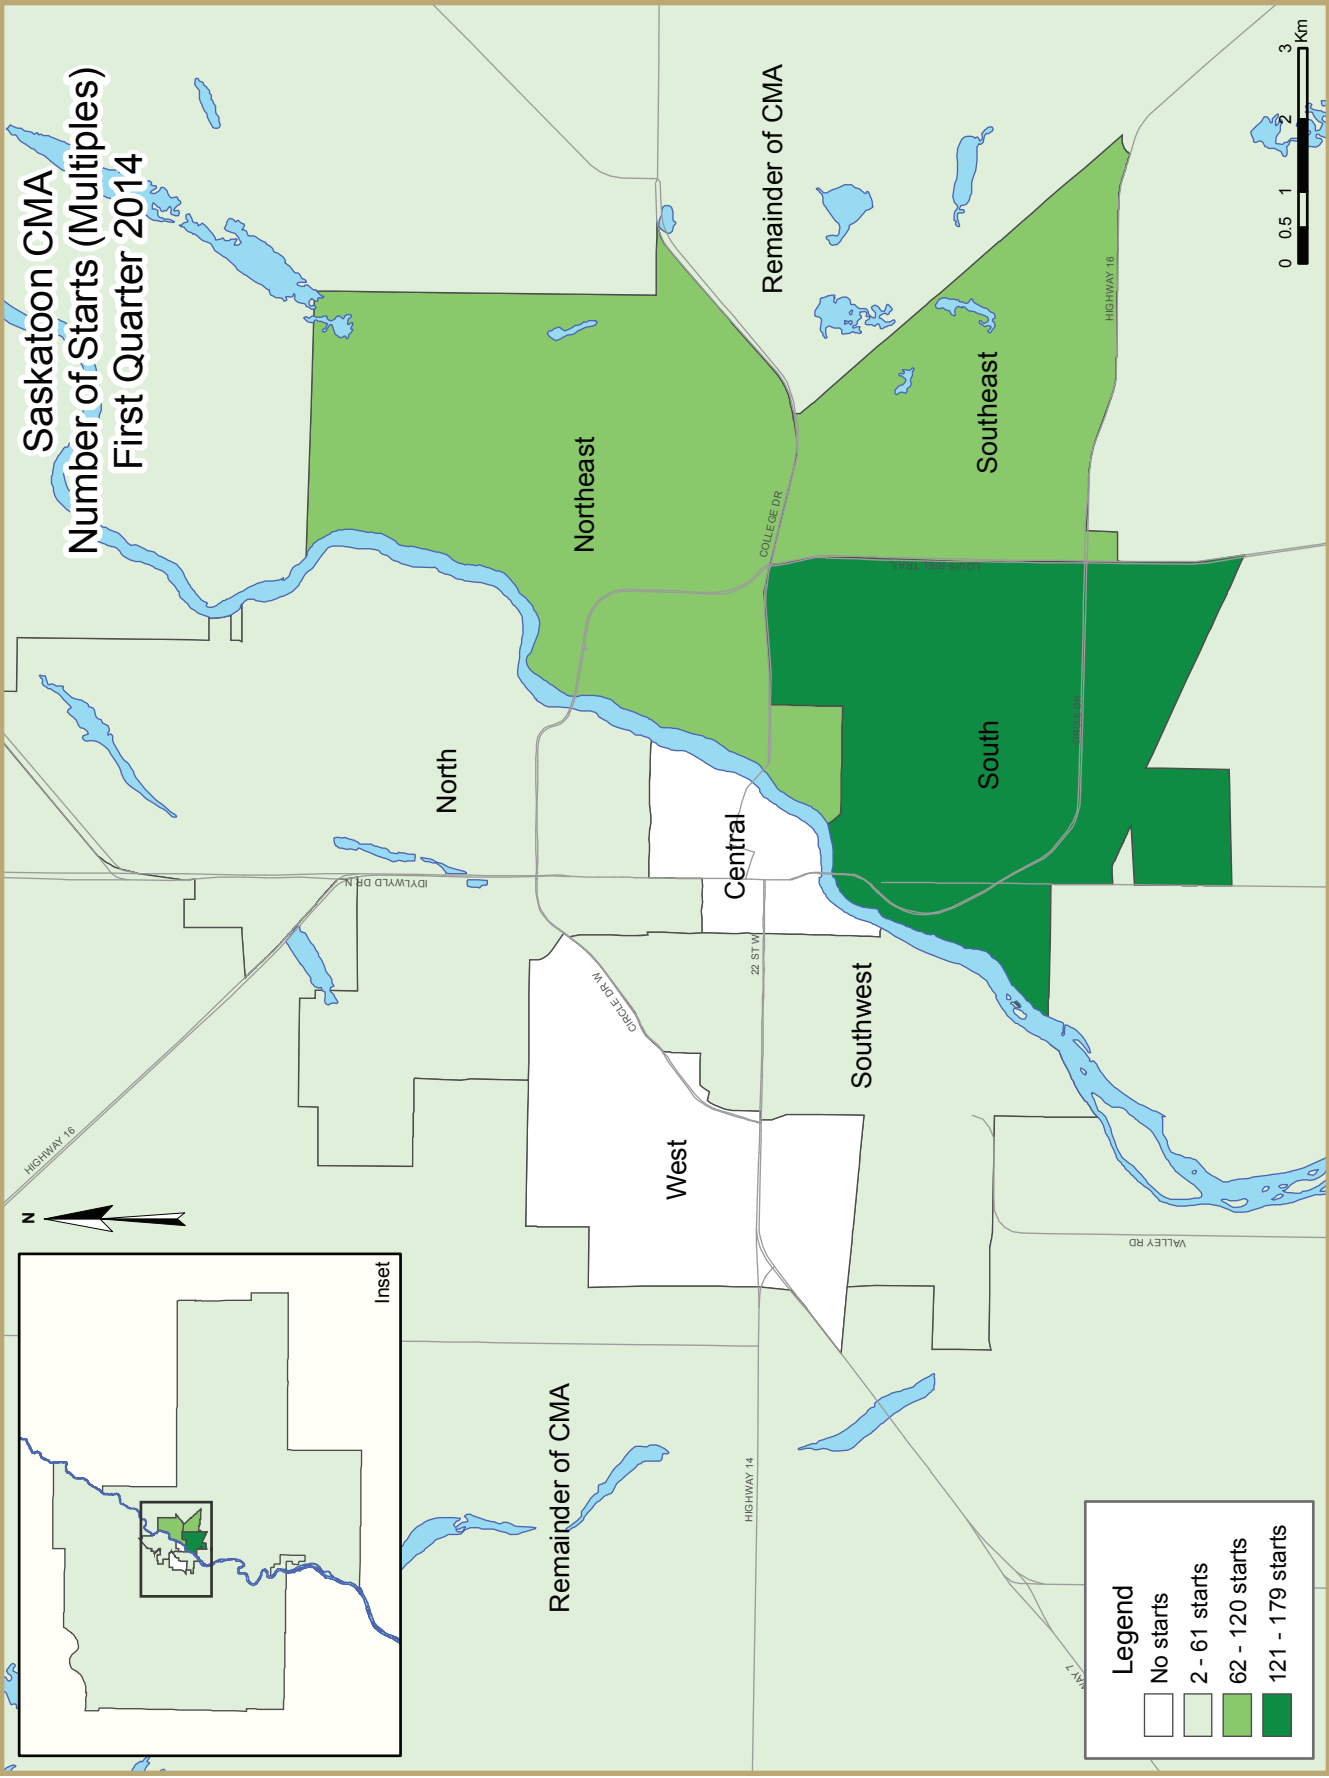 Saskatoon CMA
Number of Starts (Multiples)
First Quarter 2014
Inset
N
HIGHWAY 16
IDYLWYLD DR N
North
Northeast
Remainder of CMA
COLLEGE DR
CIRCLE DR W
West
Central
22 ST W
Southwest
South
Southeast
LOUIS RIEL TRAIL
CIRCLE DR
HIGHWAY 16
VALLEY RD
Remainder of CMA
HIGHWAY 14
WAY 7
Legend
No starts
2 - 61 starts
62 - 120 starts
121 - 179 starts
0 0.5 1 2 3
Km